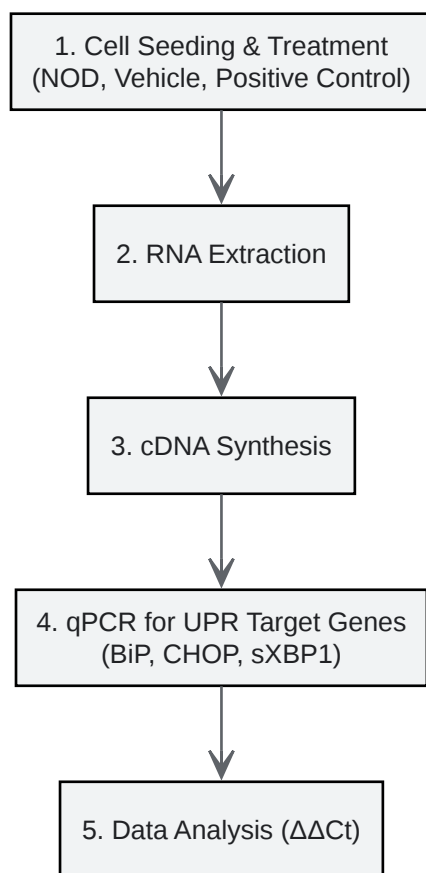 1. Cell Seeding & Treatment
(NOD, Vehicle, Positive Control)
2. RNA Extraction
3. cDNA Synthesis
4. qPCR for UPR Target Genes
(BiP, CHOP, sXBP1)
5. Data Analysis (ΔΔCt)